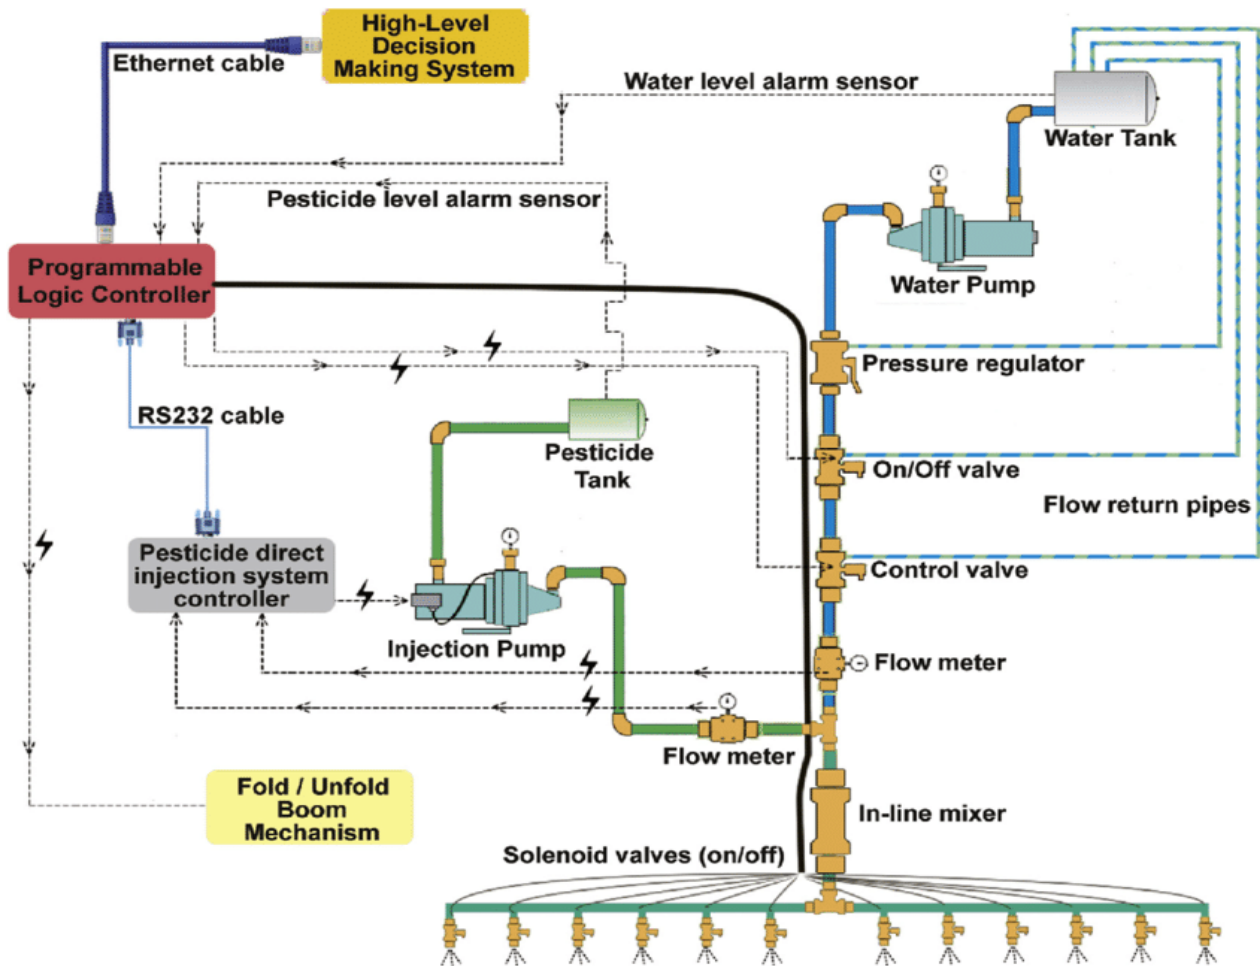 High-Level
Decision
Making System
Ethernet cable
Water level alarm sensor
Water Tank
Pesticide level alarm sensor
Programmable
Logic Controller
Water Pump
Pressure regulator
RS232 cable
Pesticide
Tank
On/Off valve
Flow return pipes
Pesticide direct
injection system
controller
Control valve
Injection Pump
Flow meter
Flow meter
Fold / Unfold
Boom
Mechanism
In-line mixer
Solenoid valves (on/off)